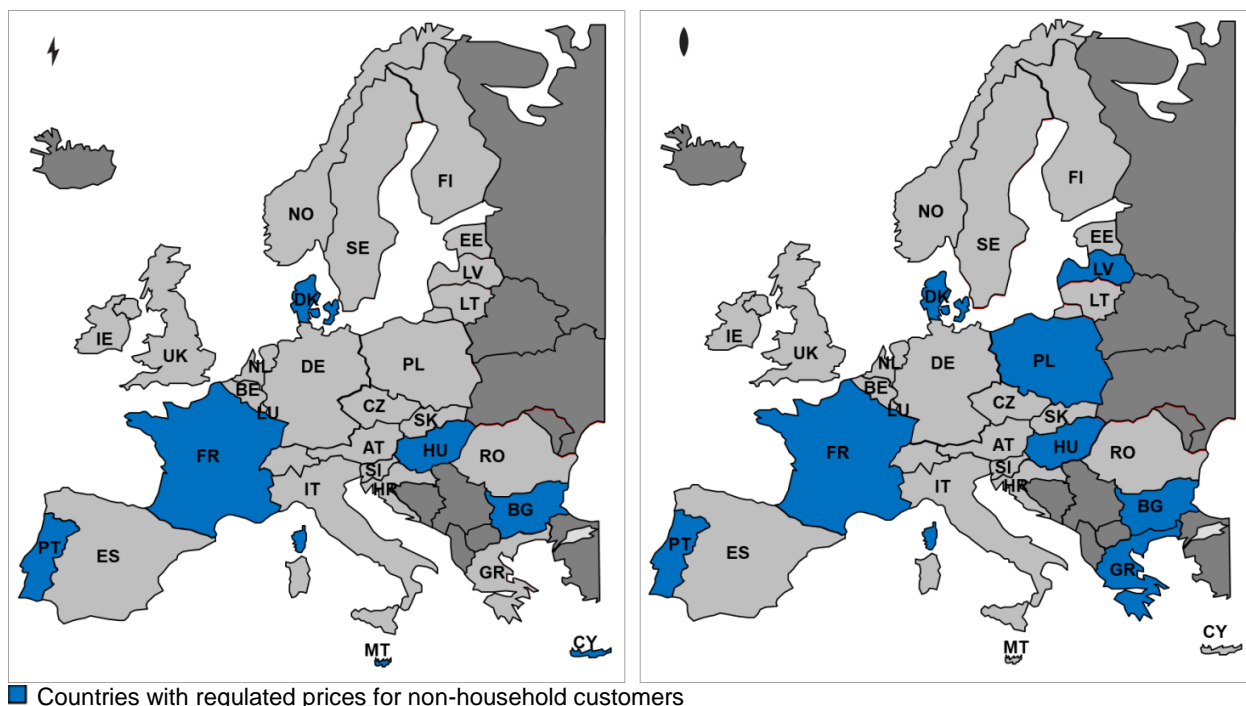 FI
NO
SE
EE
LV
DK
LT
IE
UK
NL
DE
PL
BE
LU
CZ
SK
FR
AT
HU
RO
SI
HR
IT
BG
PT
ES
GR
MT
CY
FI
NO
SE
EE
LV
DK
LT
IE
UK
NL
DE
PL
BE
LU
CZ
SK
FR
AT
HU
RO
SI
HR
IT
BG
PT
ES
GR
MT
CY
Countries with regulated prices for non-household customers